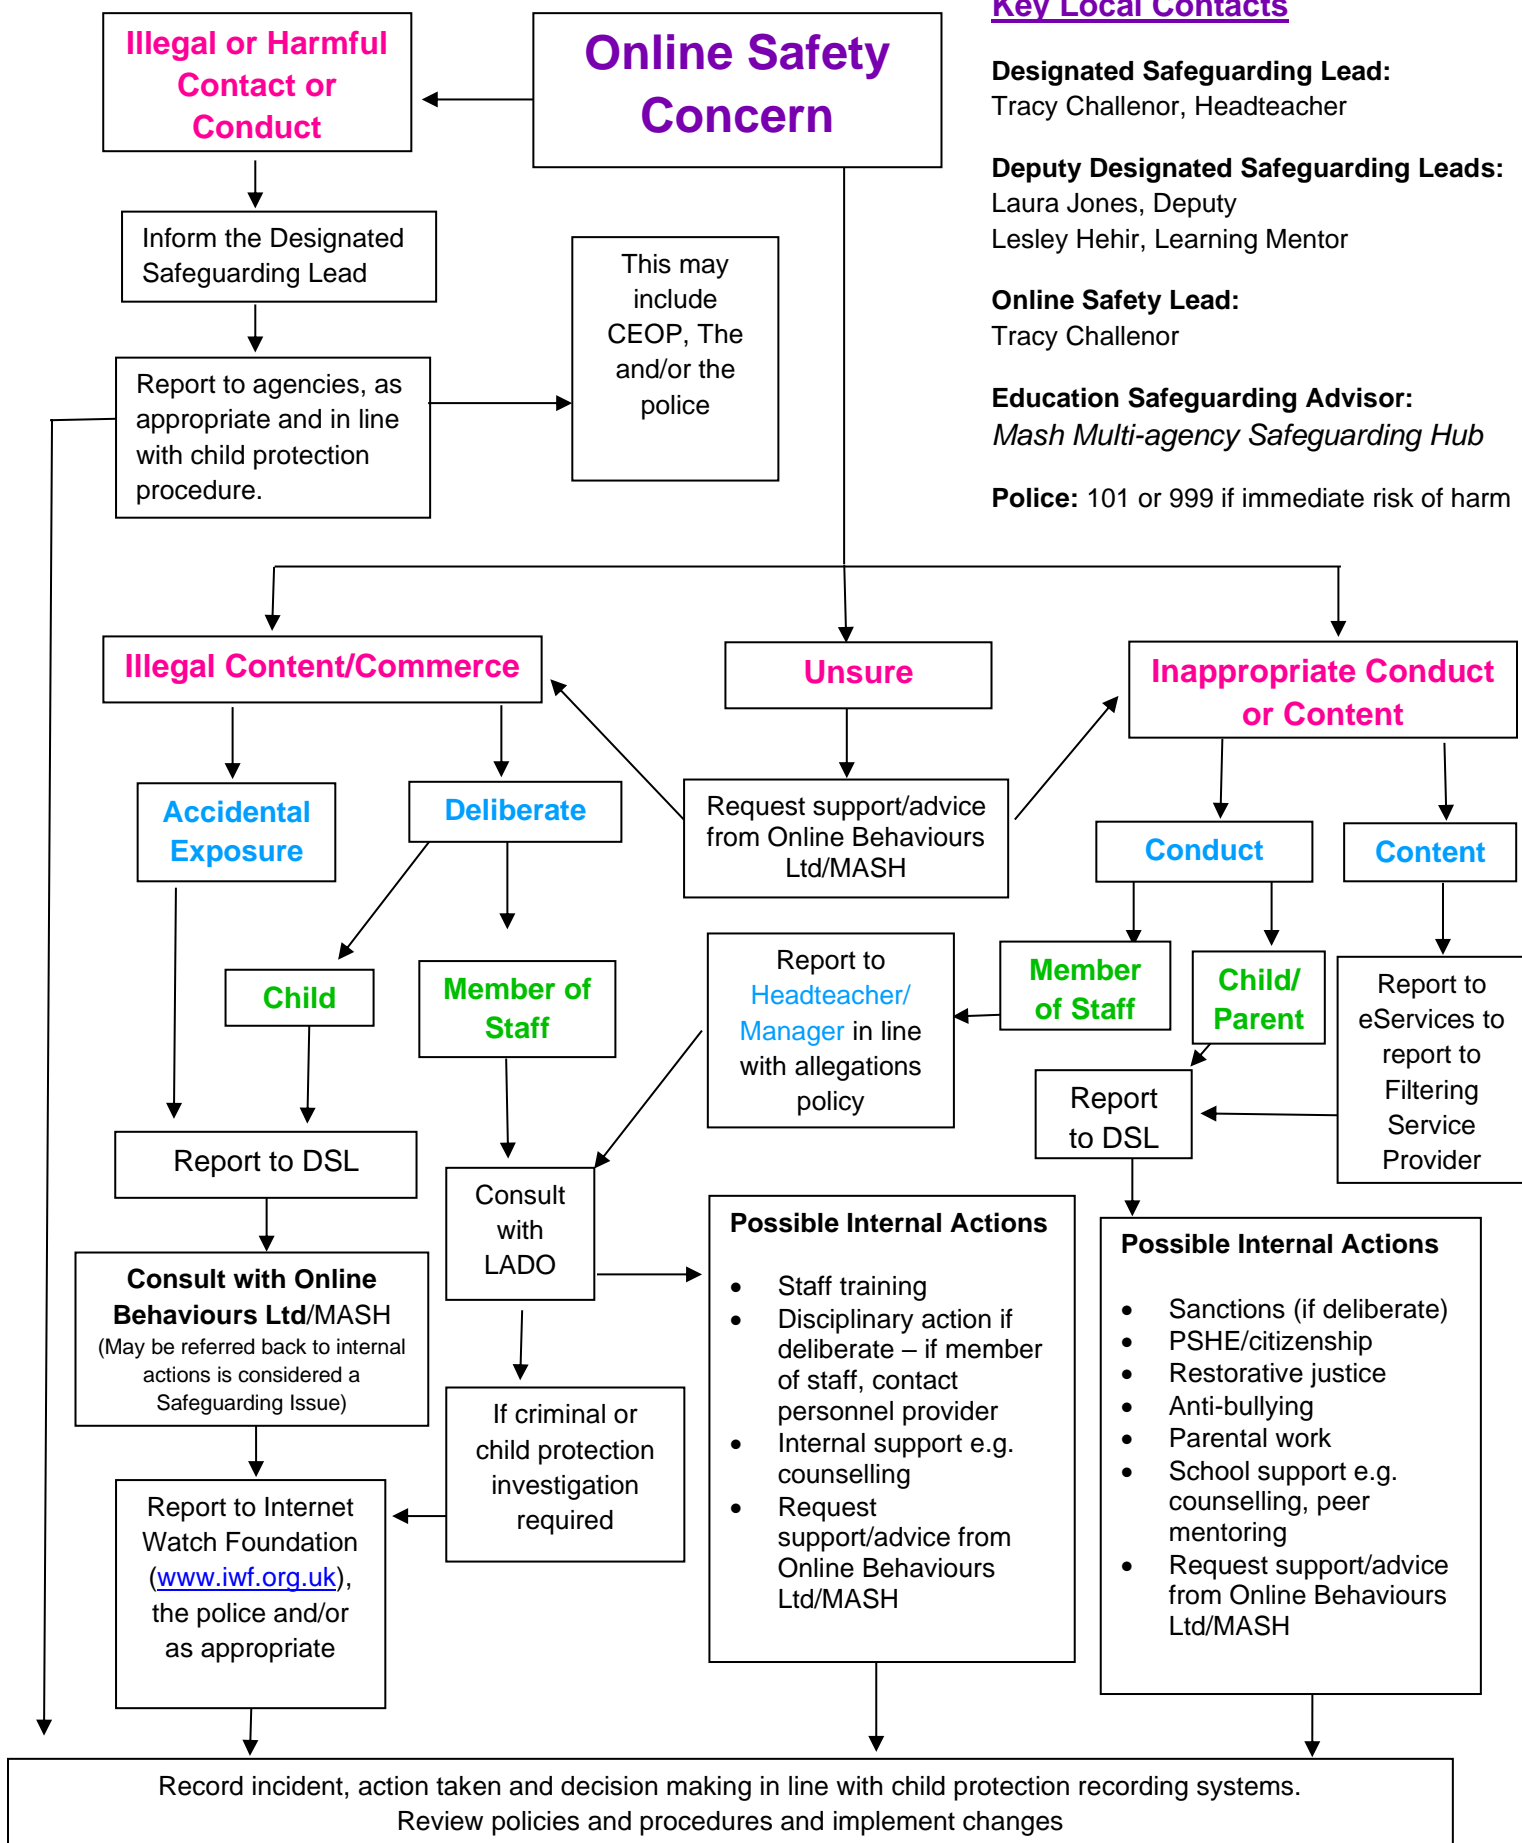 Key Local Contacts
Illegal or Harmful
Contact or
Conduct
Online Safety
Concern
Designated Safeguarding Lead:
Tracy Challenor, Headteacher
Deputy Designated Safeguarding Leads:
Laura Jones, Deputy
Lesley Hehir, Learning Mentor
Online Safety Lead:
Tracy Challenor
Education Safeguarding Advisor:
Mash Multi-agency Safeguarding Hub
Police: 101 or 999 if immediate risk of harm
Inform the Designated
Safeguarding Lead
This may
include
CEOP, The
and/or the
police
Report to agencies, as
appropriate and in line
with child protection
procedure.
Illegal Content/Commerce
Unsure
Inappropriate Conduct
or Content
Accidental
Exposure
Deliberate
Request support/advice
from Online Behaviours
Ltd/MASH
Conduct
Content
Child
Member of
Staff
Report to
Headteacher/
Manager in line
with allegations
policy
Member
of Staff
Child/
Parent
Report to
eServices to
report to
Filtering
Service
Provider
Report to DSL
Consult
with
LADO
Report
to DSL
Consult with Online
Behaviours Ltd/MASH
(May be referred back to internal
actions is considered a
Safeguarding Issue)
If criminal or
child protection
investigation
required
Report to Internet
Watch Foundation
(www.iwf.org.uk),
the police and/or
as appropriate
Possible Internal Actions
• Staff training
• Disciplinary action if
deliberate – if member
of staff, contact
personnel provider
• Internal support e.g.
counselling
• Request
support/advice from
Online Behaviours
Ltd/MASH
Possible Internal Actions
• Sanctions (if deliberate)
• PSHE/citizenship
• Restorative justice
• Anti-bullying
• Parental work
• School support e.g.
counselling, peer
mentoring
• Request support/advice
from Online Behaviours
Ltd/MASH
Record incident, action taken and decision making in line with child protection recording systems.
Review policies and procedures and implement changes